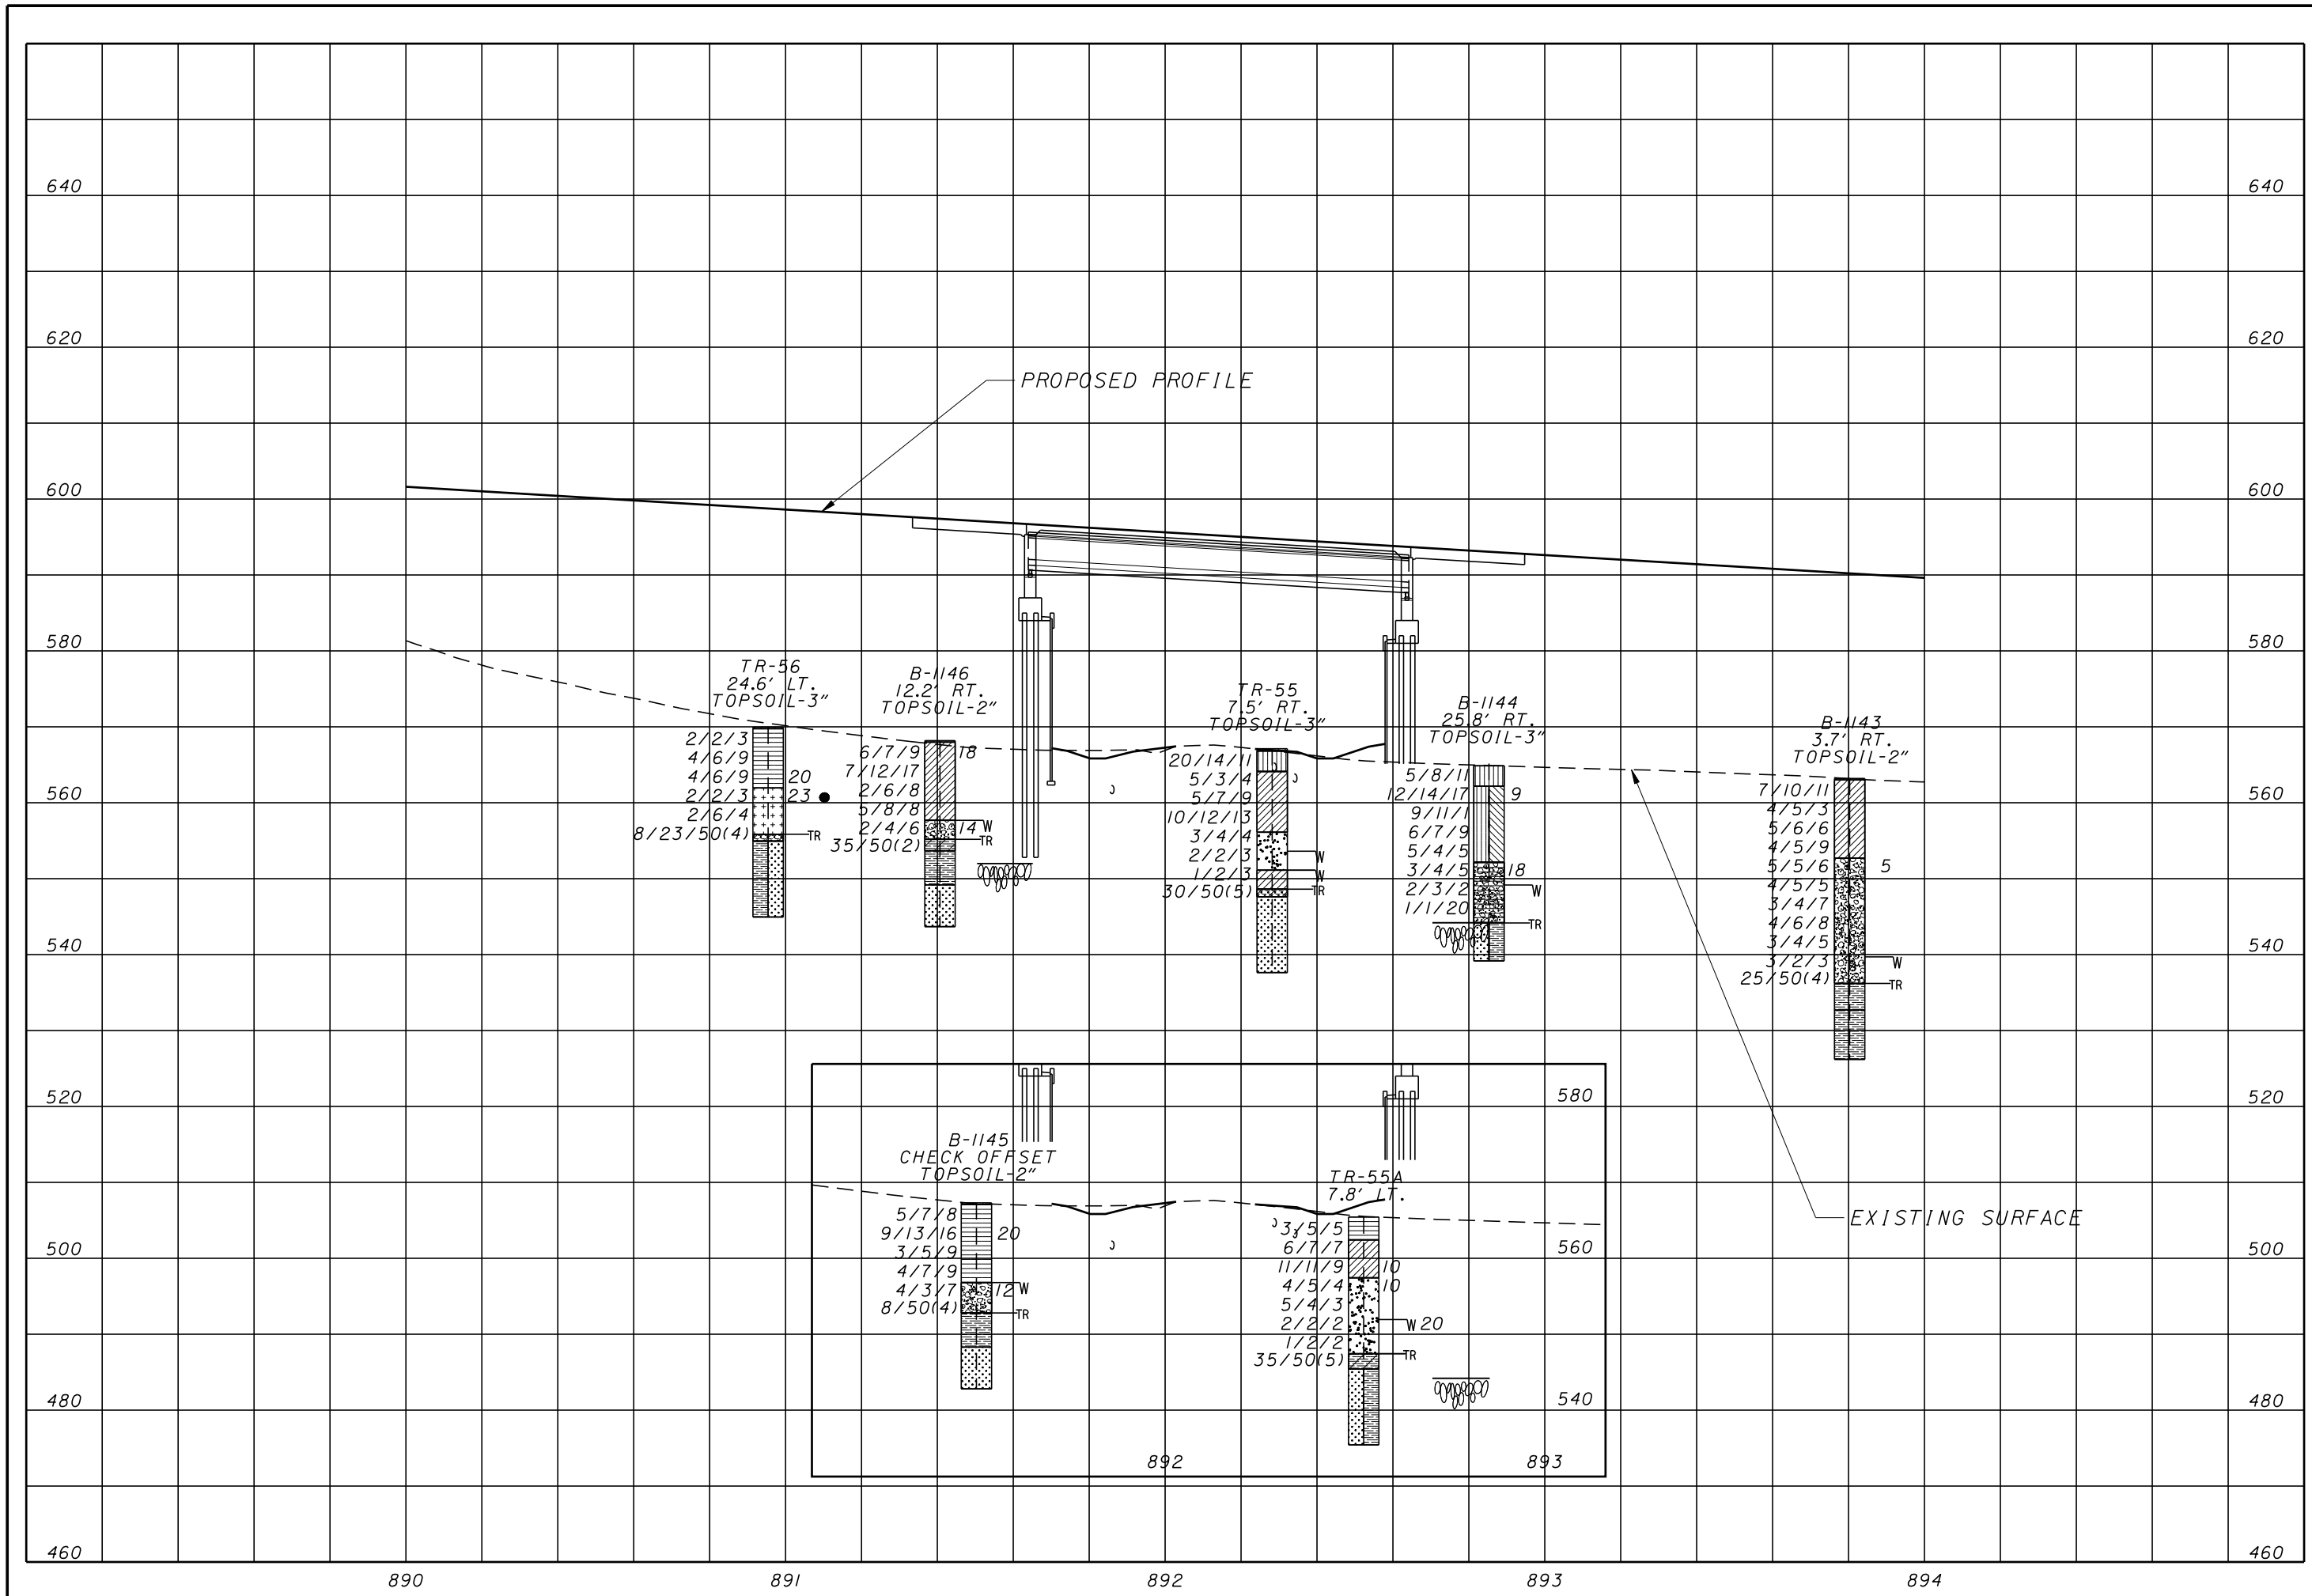 640 640
620 620
PROPOSED PROFILE
600 600
580 580
TR-56
24.6' LT.
TOPSOIL-3"
2/2/3
4/6/9
4/6/9 20
2/2/3 23
2/6/4
8/23/50(4) TR
B-1146
12.2' RT.
TOPSOIL-2"
6/7/9 18
7/12/17
2/6/8
5/8/8
2/4/6 14 W
35/50(2) TR
TR-55
7.5' RT.
TOPSOIL-3"
20/14/11
5/3/4
5/7/9
10/12/13
3/4/4
2/2/3 W
1/2/3 W
30/50(5) TR
B-1144
25.8' RT.
TOPSOIL-3"
5/8/11
12/14/17 9
9/11/1
6/7/9
5/4/5
3/4/5 18
2/3/2 W
1/1/20
TR
B-1143
3.7' RT.
TOPSOIL-2"
7/10/11
4/5/3
5/6/6
4/5/9
5/5/6 5
4/5/5
3/4/7
4/6/8
3/4/5
3/2/3 W
25/50(4) TR
560 560
540 540
520 520
580
B-1145
CHECK OFFSET
TOPSOIL-2"
5/7/8
9/13/16 20
3/5/9
4/7/9
4/3/7 12 W
8/50(4) TR
TR-55A
7.8' LT.
3/5/5
6/7/7
11/11/9 10
4/5/4 10
5/4/3
2/2/2 W 20
1/2/2
35/50(5) TR
EXISTING SURFACE
500 560 500
480 540 480
892 893
460 460
890 891 892 893 894